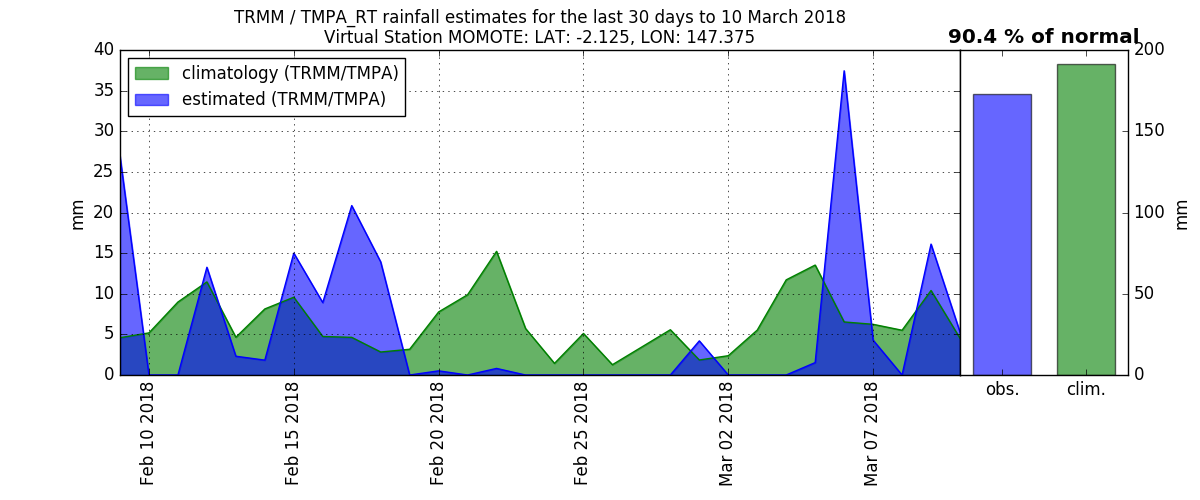 TRMM / TMPA_RT rainfall estimates for the last 30 days to 10 March 2018
Virtual Station MOMOTE: LAT: -2.125, LON: 147.375
90.4 % of normal
climatology (TRMM/TMPA)
estimated (TRMM/TMPA)
mm
40
35
30
25
20
15
10
5
0
Feb 10 2018
Feb 15 2018
Feb 20 2018
Feb 25 2018
Mar 02 2018
Mar 07 2018
obs.
clim.
200
150
100
50
0
mm